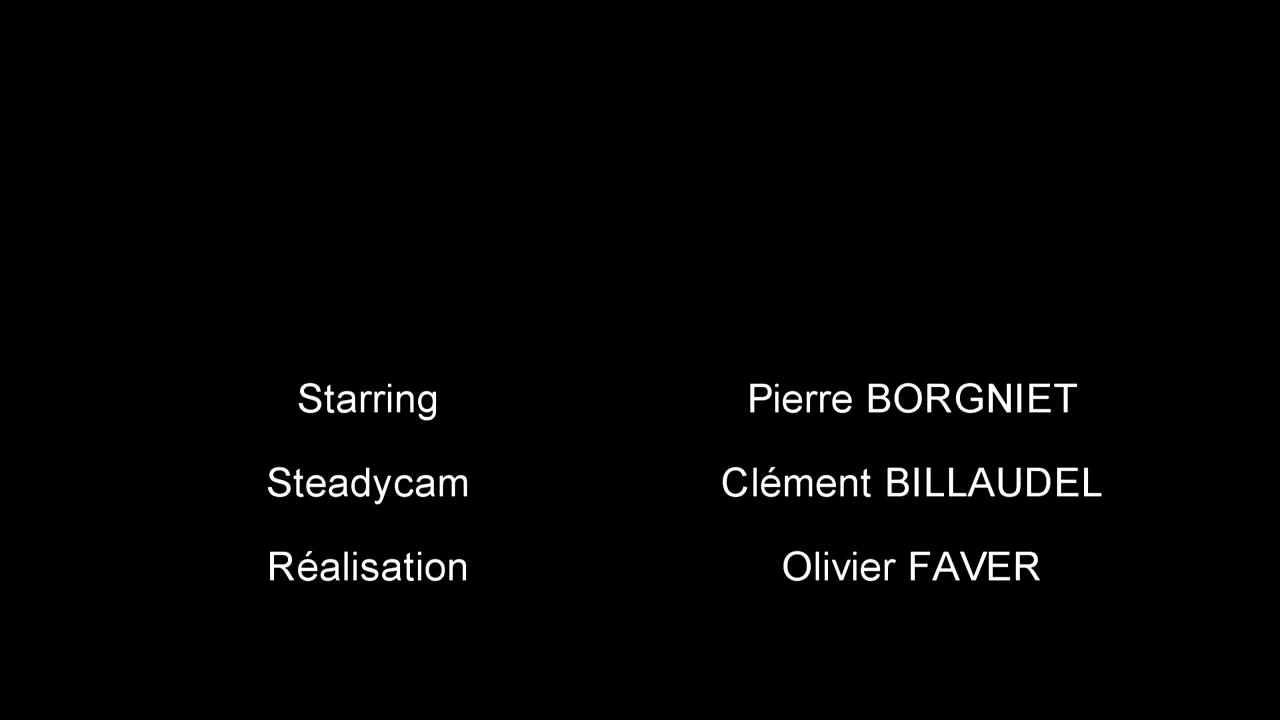 Starring Pierre BORGNIET
Steadycam Clément BILLAUDEL
Réalisation Olivier FAVER